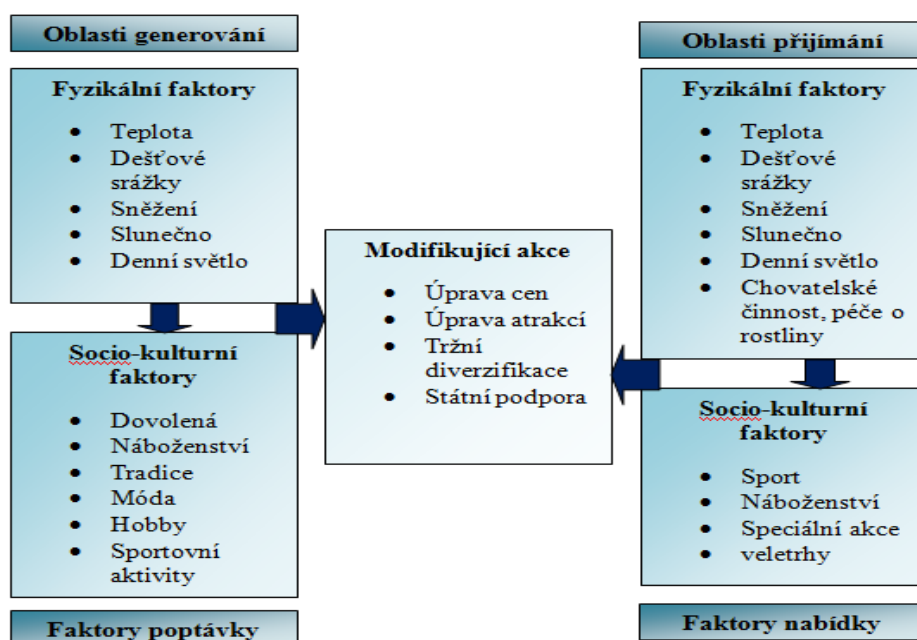 Oblasti generování
Fyzikální faktory
• Teplota
• Dešťové
srážky
• Sněžení
• Slunečno
• Denní světlo
Socio-kulturní
faktory
• Dovolená
• Náboženství
• Tradice
• Móda
• Hobby
• Sportovní
aktivity
Faktory poptávky
Modifikující akce
• Úprava cen
• Úprava atrakcí
• Tržní
diverzifikace
• Státní podpora
Oblasti přijímání
Fyzikální faktory
• Teplota
• Dešťové
srážky
• Sněžení
• Slunečno
• Denní světlo
• Chovatelské
činnost, péče o
rostliny
Socio-kulturní
faktory
• Sport
• Náboženství
• Speciální akce
• veletrhy
Faktory nabídky